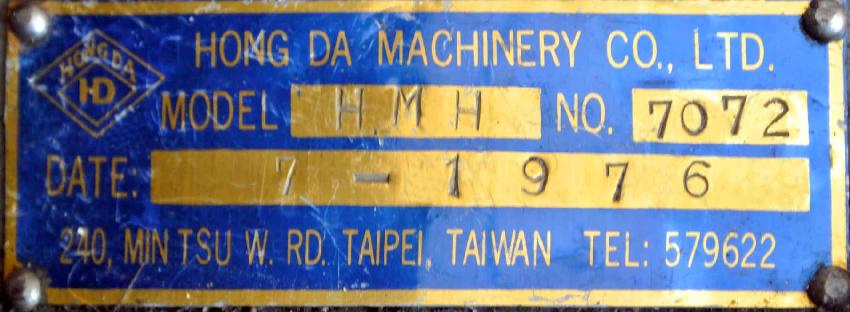 HONG DA
HD
HONG DA MACHINERY CO., LTD.
MODEL HMH NO. 7072
DATE: 7-1976
240, MIN TSU W. RD. TAIPEI, TAIWAN TEL: 579622